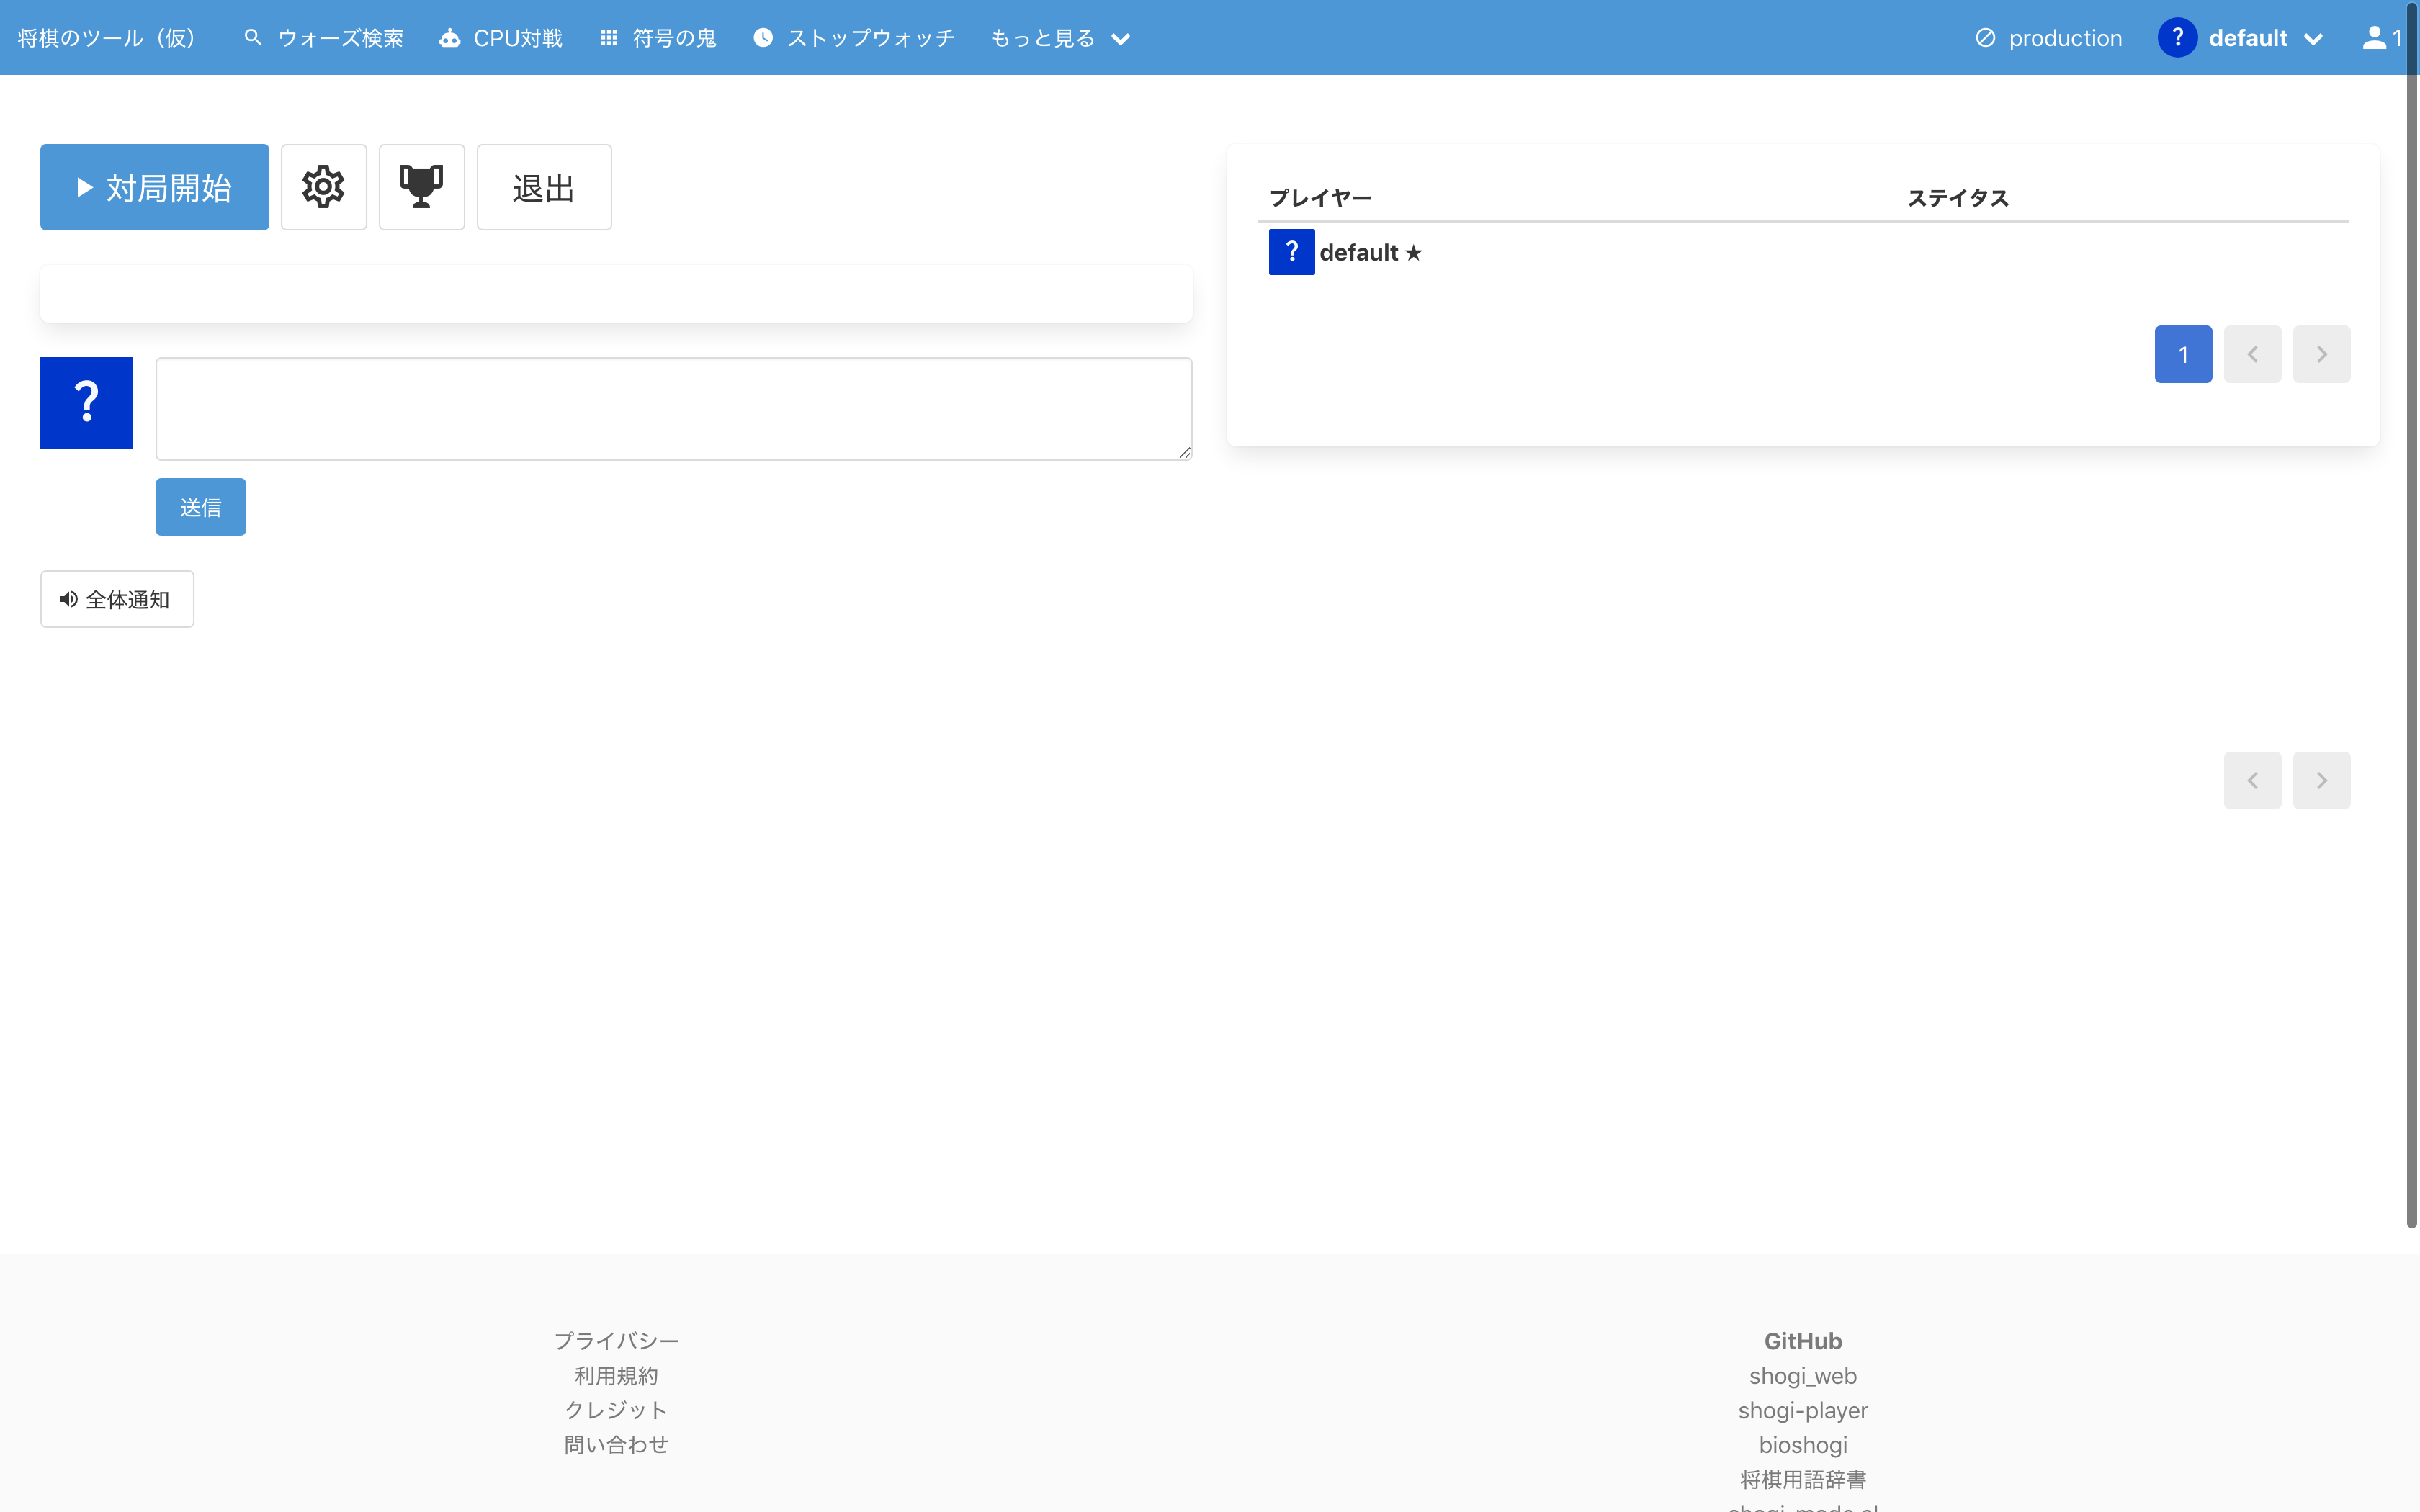 将棋のツール（仮） ウォーズ検索 CPU対戦 符号の鬼 ストップウォッチ もっと見る production ? default 1
対局開始 退出
プレイヤー ステイタス
? default ★
1
?
送信
全体通知
プライバシー
利用規約
クレジット
問い合わせ
GitHub
shogi_web
shogi-player
bioshogi
将棋用語辞書